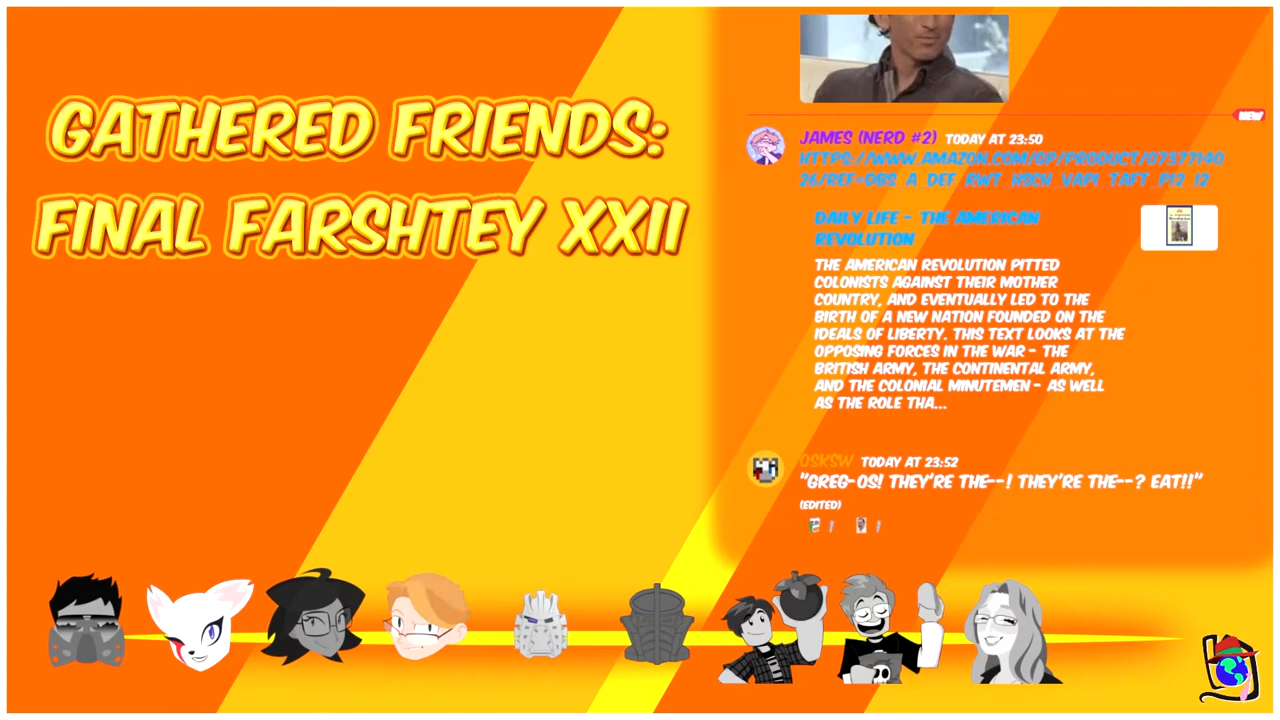 GATHERED FRIENDS:
FINAL FARSHTEY XXII
NEW
JAMES (NERD #2) TODAY AT 23:50
HTTPS://WWW.AMAZON.COM/GP/PRODUCT/07377140
26/REF=DBS_A_DEF_RWT_HSCH_VAPI_TAFT_P12_I2
DAILY LIFE - THE AMERICAN
REVOLUTION
THE AMERICAN REVOLUTION PITTED
COLONISTS AGAINST THEIR MOTHER
COUNTRY, AND EVENTUALLY LED TO THE
BIRTH OF A NEW NATION FOUNDED ON THE
IDEALS OF LIBERTY. THIS TEXT LOOKS AT THE
OPPOSING FORCES IN THE WAR - THE
BRITISH ARMY, THE CONTINENTAL ARMY,
AND THE COLONIAL MINUTEMEN - AS WELL
AS THE ROLE THA...
OSKSW TODAY AT 23:52
"GREG-OS! THEY'RE THE--! THEY'RE THE--? EAT!!"
(EDITED)
1 1